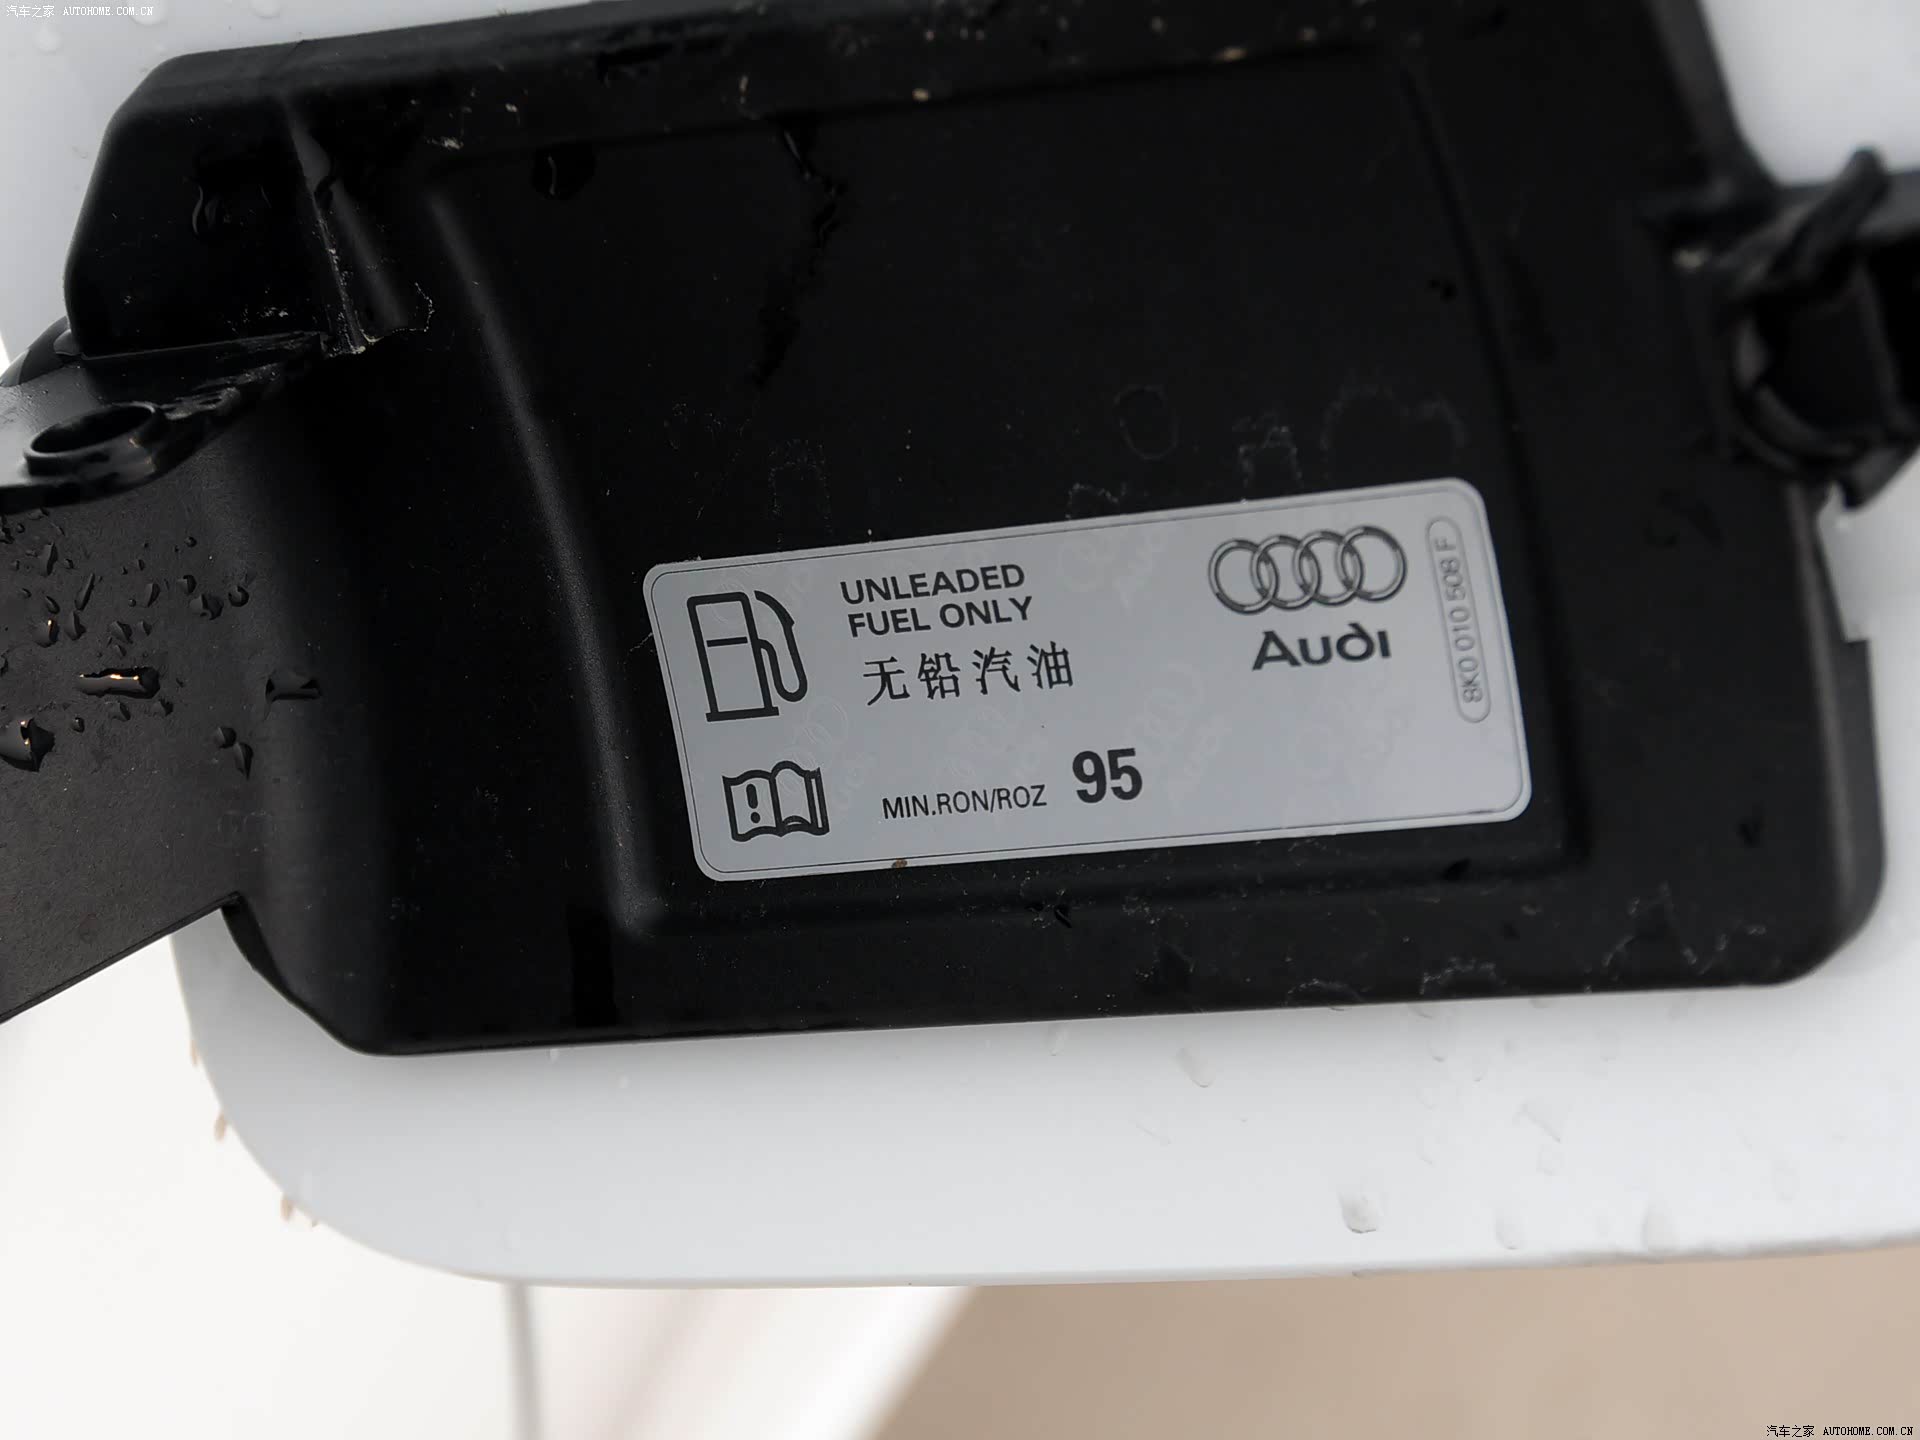 汽车之家 AUTOHOME.COM.CN
UNLEADED
FUEL ONLY
无铅汽油
MIN.RON/ROZ 95
Audi
8K0 010 508 F
汽车之家 AUTOHOME.COM.CN